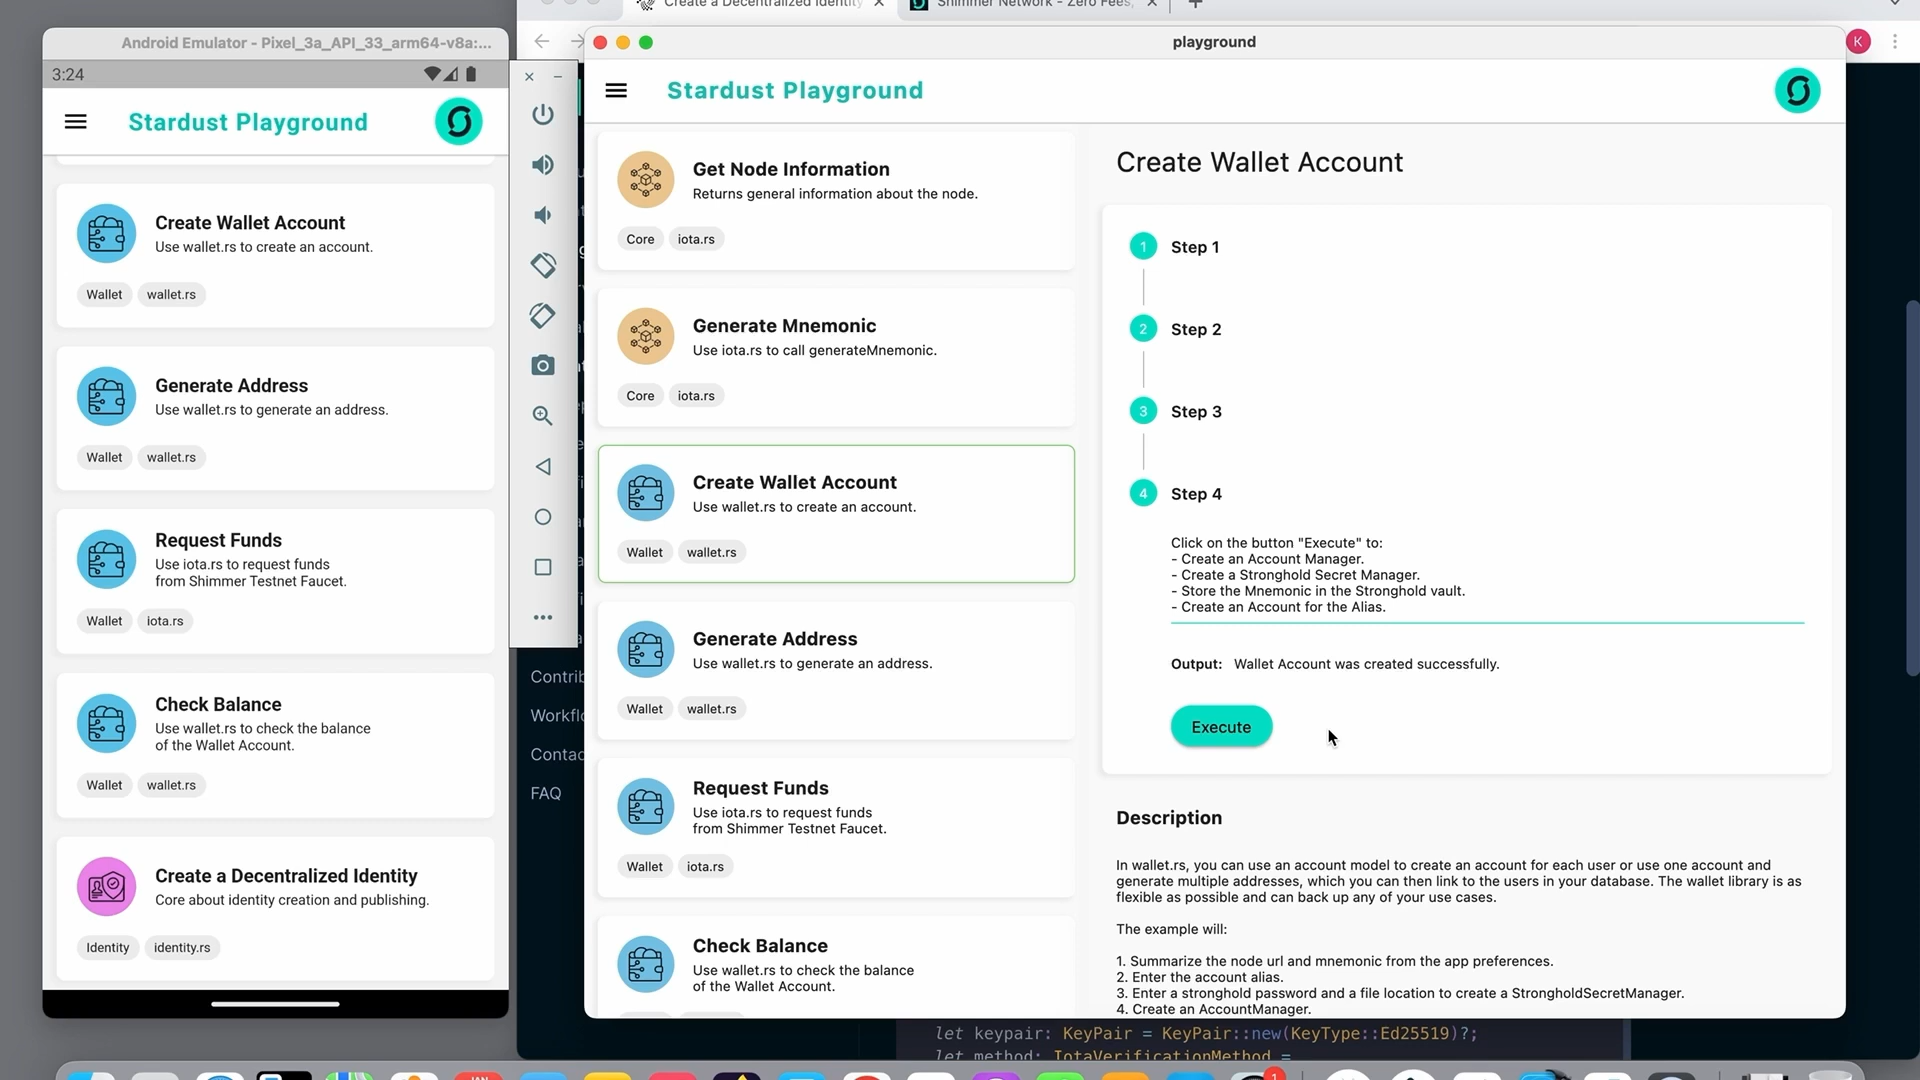 Create a Decentralized Identity
Shimmer Network - Zero Fees,
Android Emulator - Pixel_3a_API_33_arm64-v8a:...
3:24
Stardust Playground
Create Wallet Account
Use wallet.rs to create an account.
Wallet
wallet.rs
Generate Address
Use wallet.rs to generate an address.
Wallet
wallet.rs
Request Funds
Use iota.rs to request funds
from Shimmer Testnet Faucet.
Wallet
iota.rs
Check Balance
Use wallet.rs to check the balance
of the Wallet Account.
Wallet
wallet.rs
Create a Decentralized Identity
Core about identity creation and publishing.
Identity
identity.rs
Contrib
Workflo
Contac
FAQ
playground
K
Stardust Playground
Get Node Information
Returns general information about the node.
Core
iota.rs
Generate Mnemonic
Use iota.rs to call generateMnemonic.
Core
iota.rs
Create Wallet Account
Use wallet.rs to create an account.
Wallet
wallet.rs
Generate Address
Use wallet.rs to generate an address.
Wallet
wallet.rs
Request Funds
Use iota.rs to request funds
from Shimmer Testnet Faucet.
Wallet
iota.rs
Check Balance
Use wallet.rs to check the balance
of the Wallet Account.
Create Wallet Account
1 Step 1
2 Step 2
3 Step 3
4 Step 4
Click on the button "Execute" to:
- Create an Account Manager.
- Create a Stronghold Secret Manager.
- Store the Mnemonic in the Stronghold vault.
- Create an Account for the Alias.
Output: Wallet Account was created successfully.
Execute
Description
In wallet.rs, you can use an account model to create an account for each user or use one account and
generate multiple addresses, which you can then link to the users in your database. The wallet library is as
flexible as possible and can back up any of your use cases.
The example will:
1. Summarize the node url and mnemonic from the app preferences.
2. Enter the account alias.
3. Enter a stronghold password and a file location to create a StrongholdSecretManager.
4. Create an AccountManager.
let keypair: KeyPair = KeyPair::new(KeyType::Ed25519)?;
let method: IotaVerificationMethod =
JAN
1